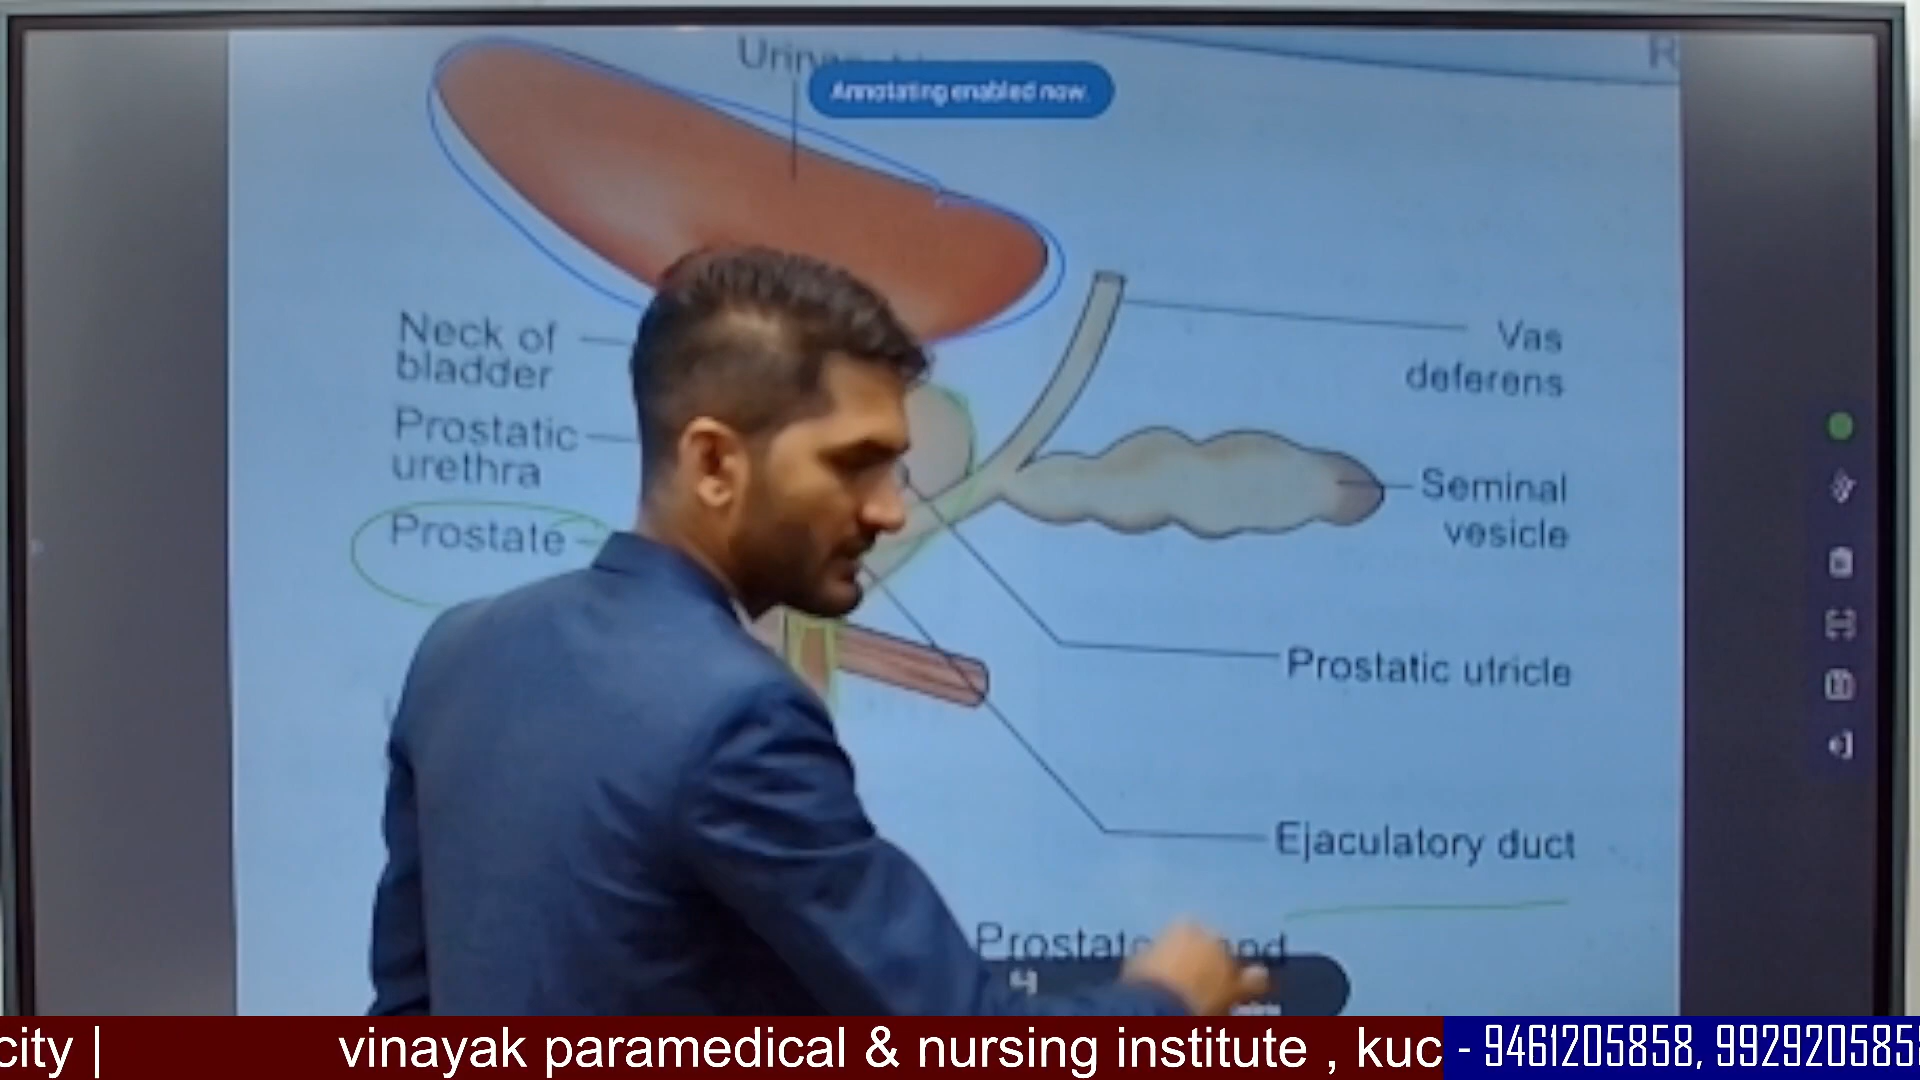 R
Annotating enabled now.
Neck of
bladder
Prostatic
urethra
Prostate
Vas
deferens
Seminal
vesicle
Prostatic utricle
Ejaculatory duct
city | vinayak paramedical & nursing institute , kuc - 9461205858, 992920585